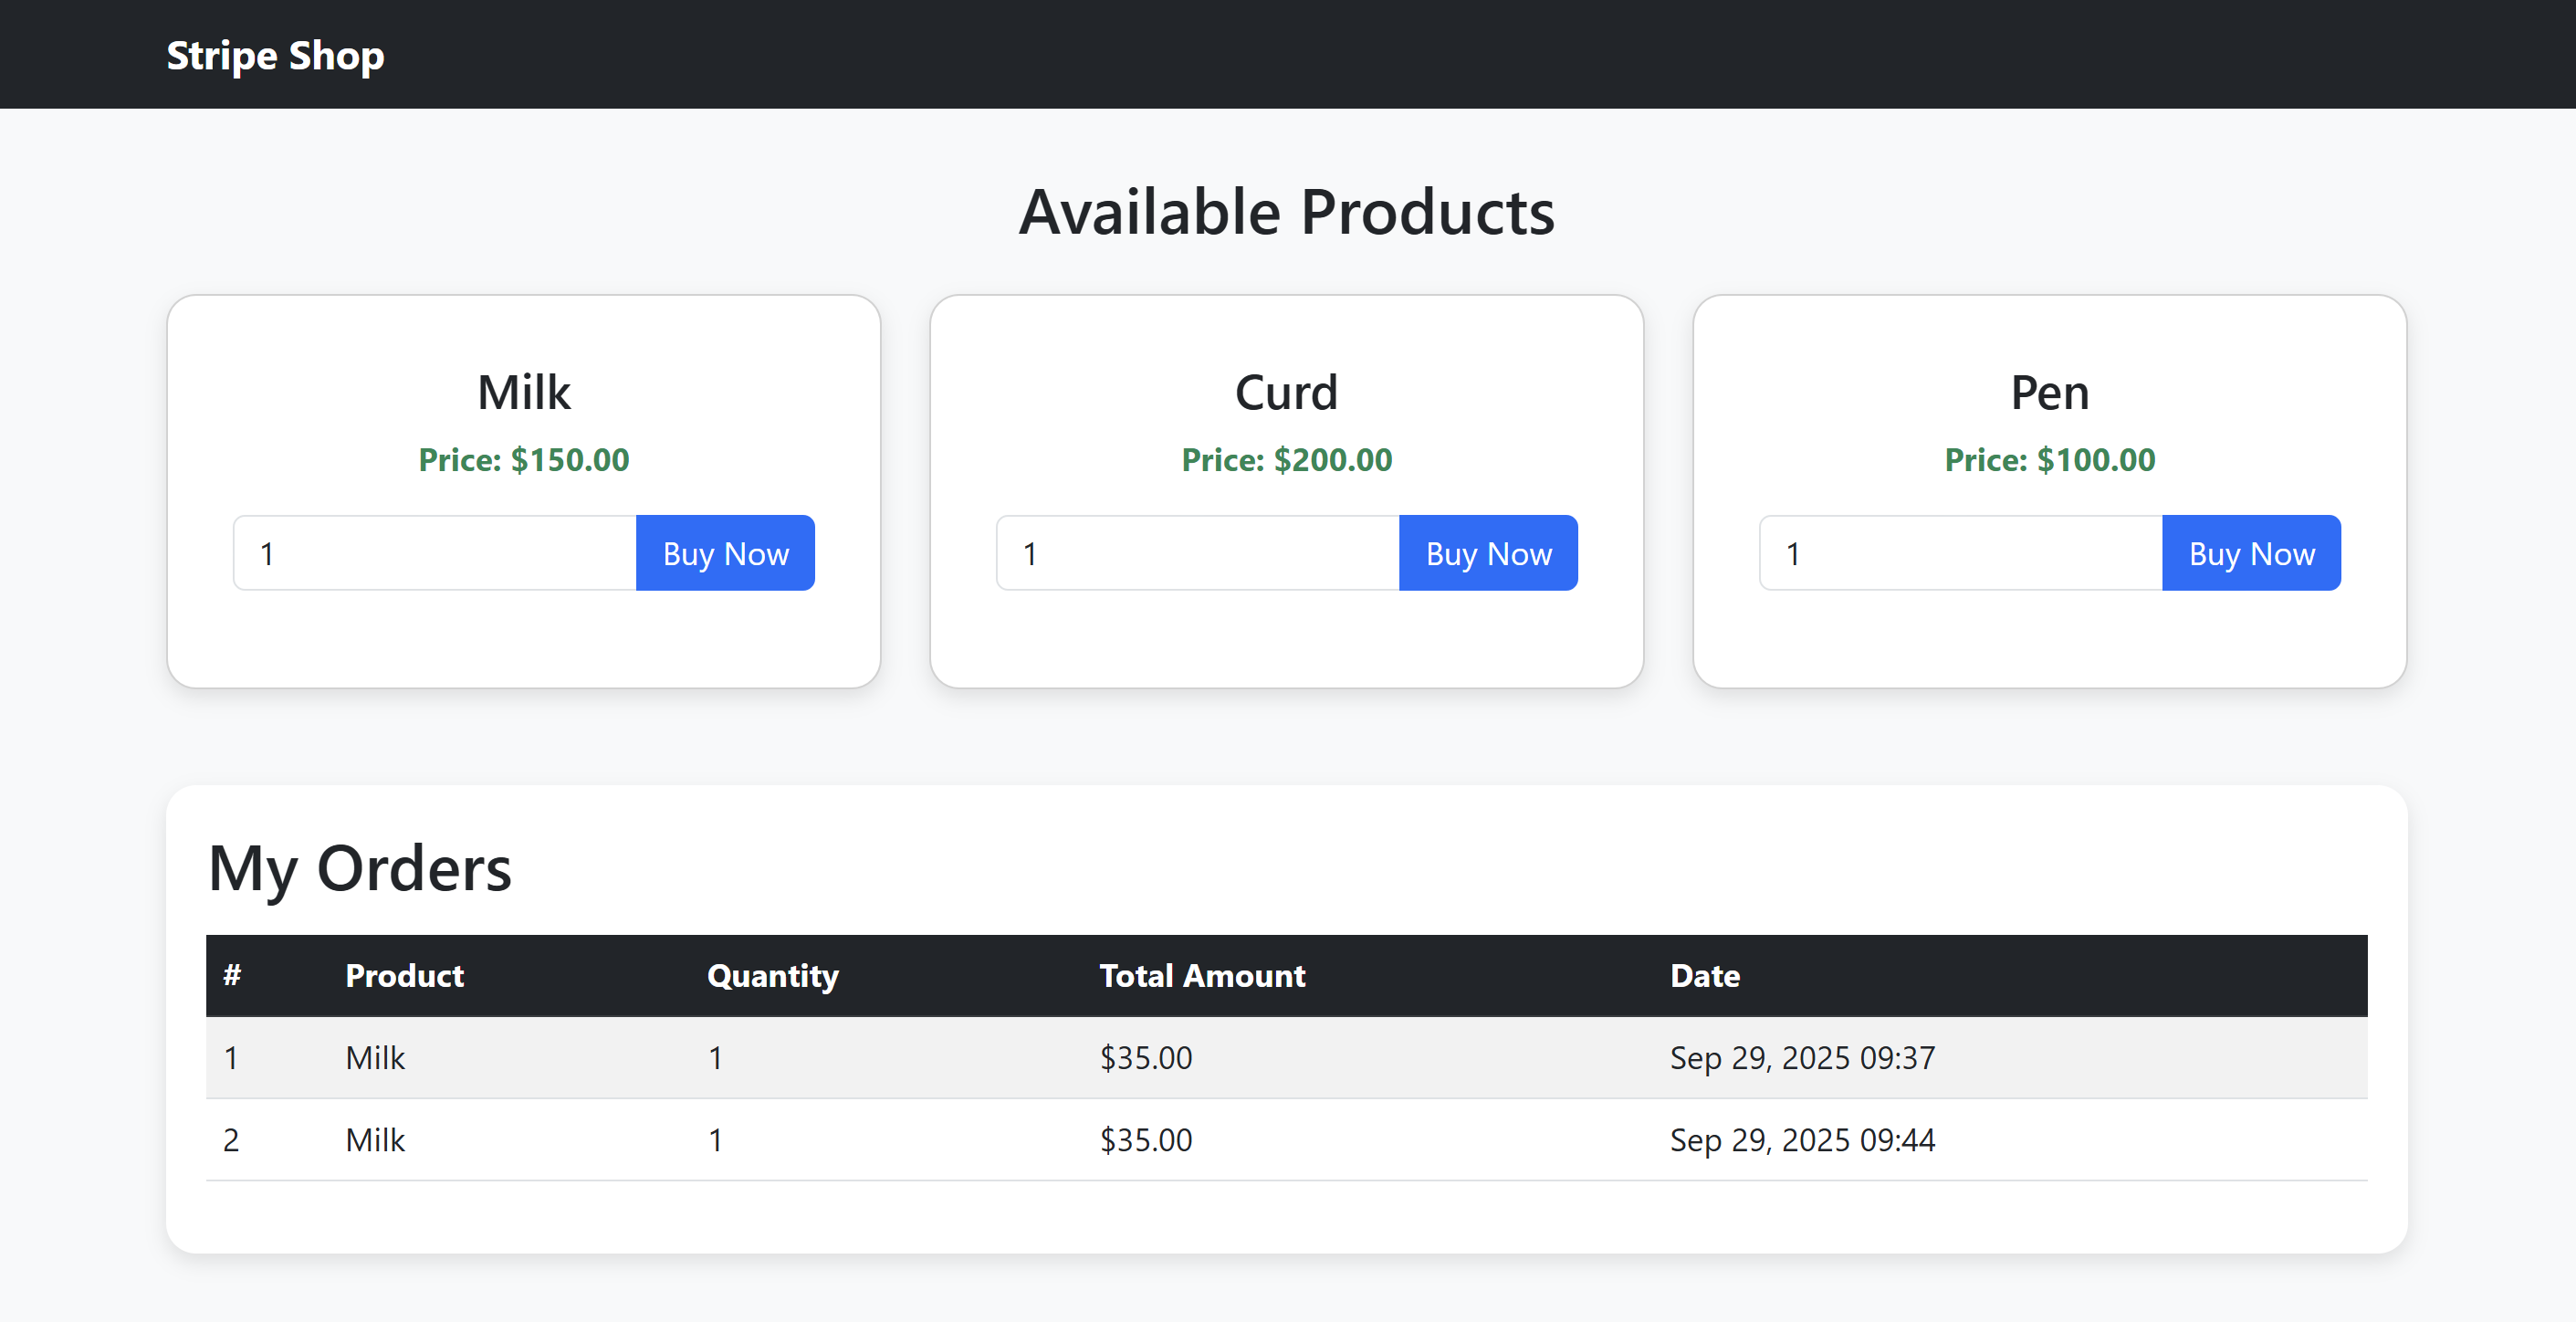 Stripe Shop
Available Products
Milk
Price: $150.00
1 Buy Now
Curd
Price: $200.00
1 Buy Now
Pen
Price: $100.00
1 Buy Now
My Orders
# Product Quantity Total Amount Date
1 Milk 1 $35.00 Sep 29, 2025 09:37
2 Milk 1 $35.00 Sep 29, 2025 09:44